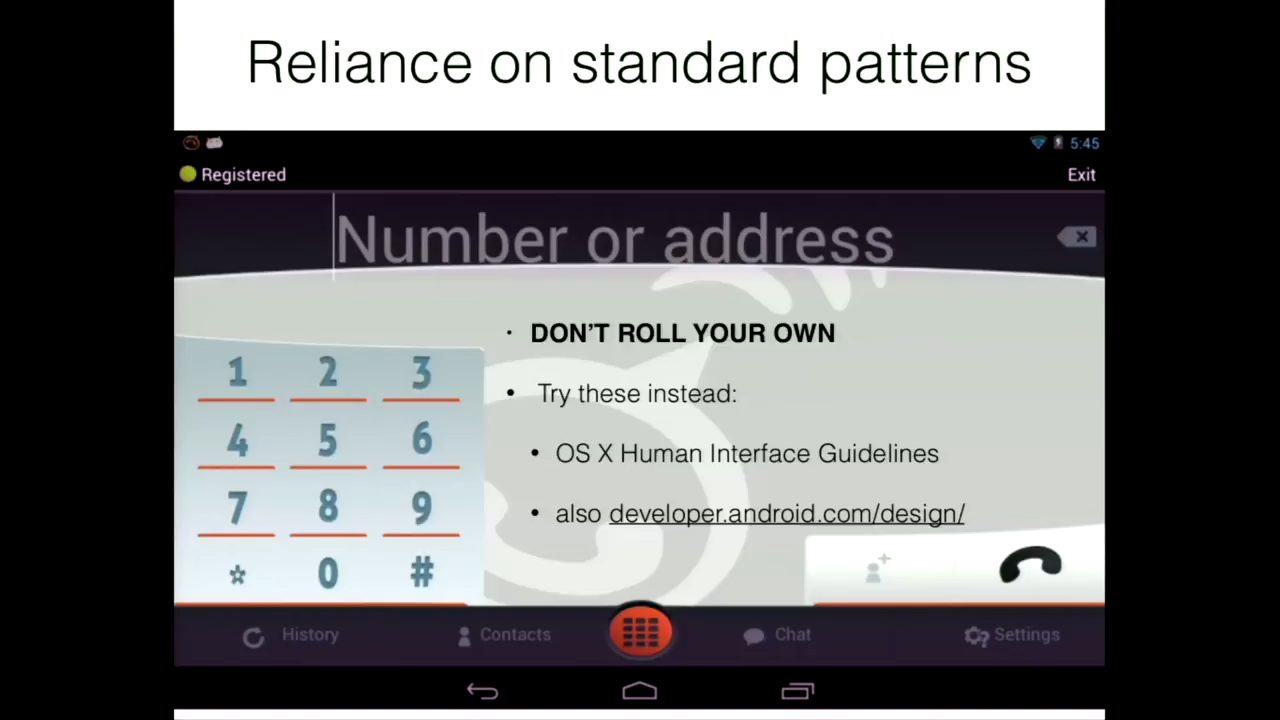 Reliance on standard patterns
5:45
Registered
Exit
Number or address
• DON'T ROLL YOUR OWN
• Try these instead:
• OS X Human Interface Guidelines
• also developer.android.com/design/
1 2 3
4 5 6
7 8 9
* 0 #
History
Contacts
Chat
Settings